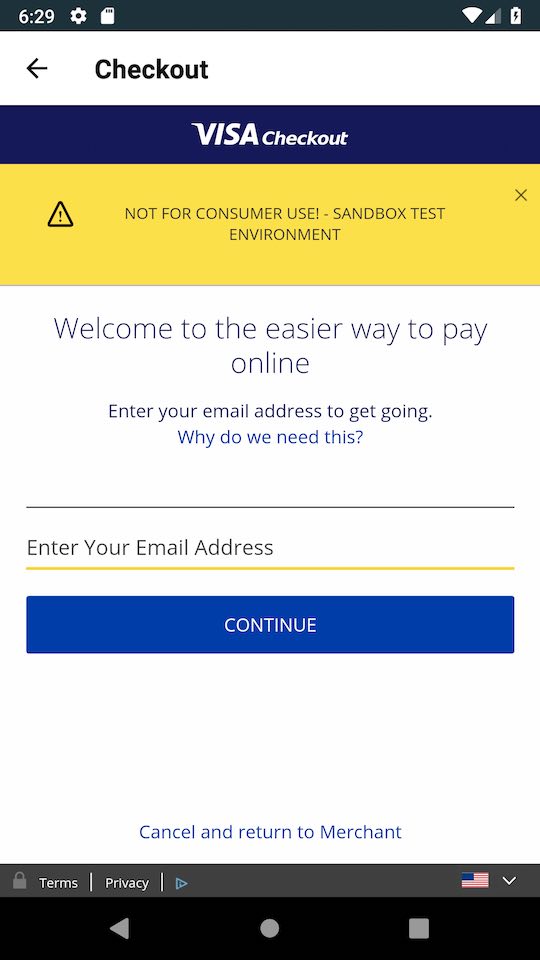 6:29
Checkout
VISA Checkout
NOT FOR CONSUMER USE! - SANDBOX TEST
ENVIRONMENT
Welcome to the easier way to pay
online
Enter your email address to get going.
Why do we need this?
Enter Your Email Address
CONTINUE
Cancel and return to Merchant
Terms | Privacy |